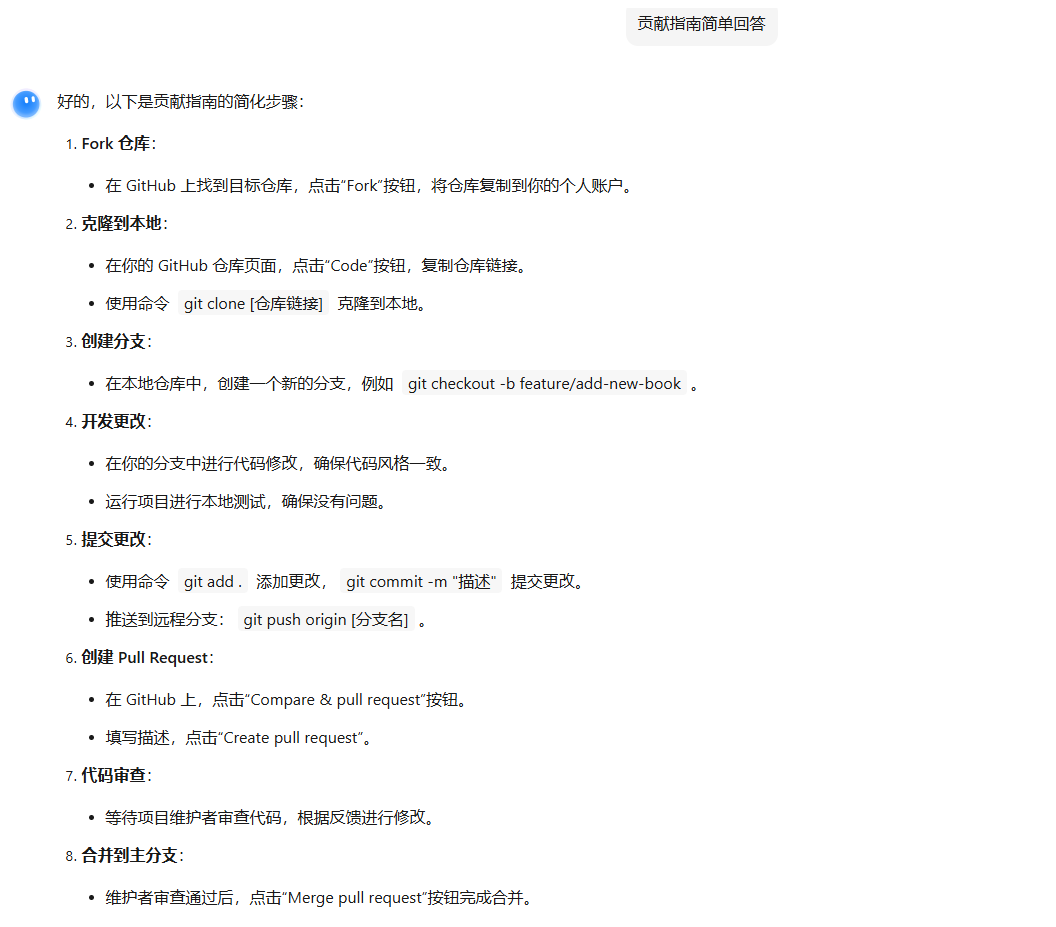 贡献指南简单回答
好的，以下是贡献指南的简化步骤：
1. Fork 仓库：
• 在 GitHub 上找到目标仓库，点击“Fork”按钮，将仓库复制到你的个人账户。
2. 克隆到本地：
• 在你的 GitHub 仓库页面，点击“Code”按钮，复制仓库链接。
• 使用命令 git clone [仓库链接] 克隆到本地。
3. 创建分支：
• 在本地仓库中，创建一个新的分支，例如 git checkout -b feature/add-new-book 。
4. 开发更改：
• 在你的分支中进行代码修改，确保代码风格一致。
• 运行项目进行本地测试，确保没有问题。
5. 提交更改：
• 使用命令 git add . 添加更改， git commit -m "描述" 提交更改。
• 推送到远程分支： git push origin [分支名] 。
6. 创建 Pull Request：
• 在 GitHub 上，点击“Compare & pull request”按钮。
• 填写描述，点击“Create pull request”。
7. 代码审查：
• 等待项目维护者审查代码，根据反馈进行修改。
8. 合并到主分支：
• 维护者审查通过后，点击“Merge pull request”按钮完成合并。